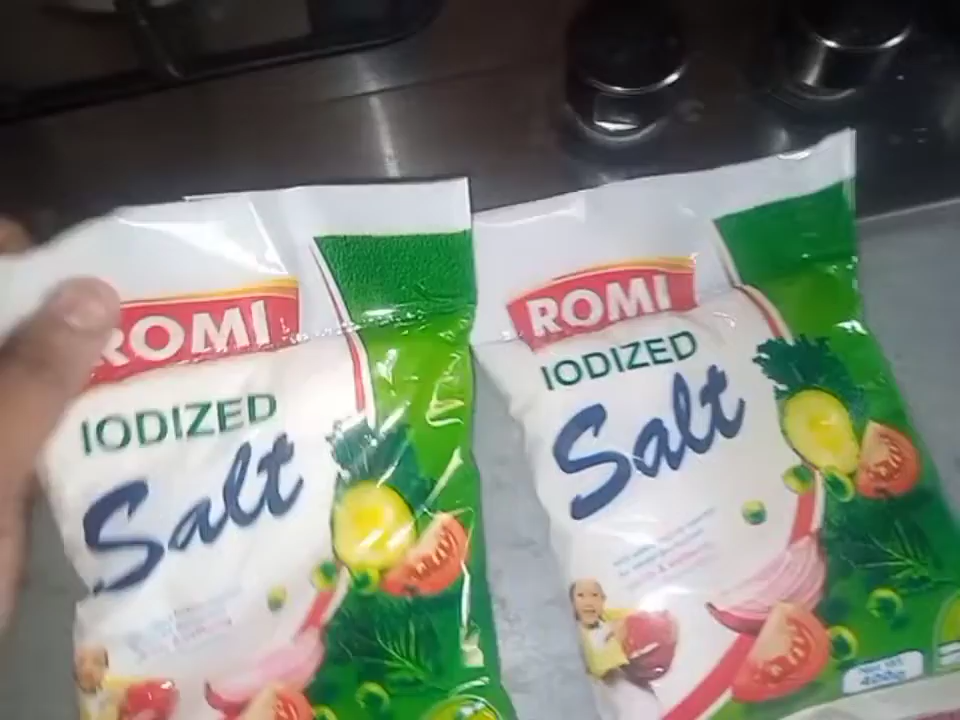 ROMI
IODIZED
Salt
ROMI
IODIZED
Salt
Net Wt.
400g